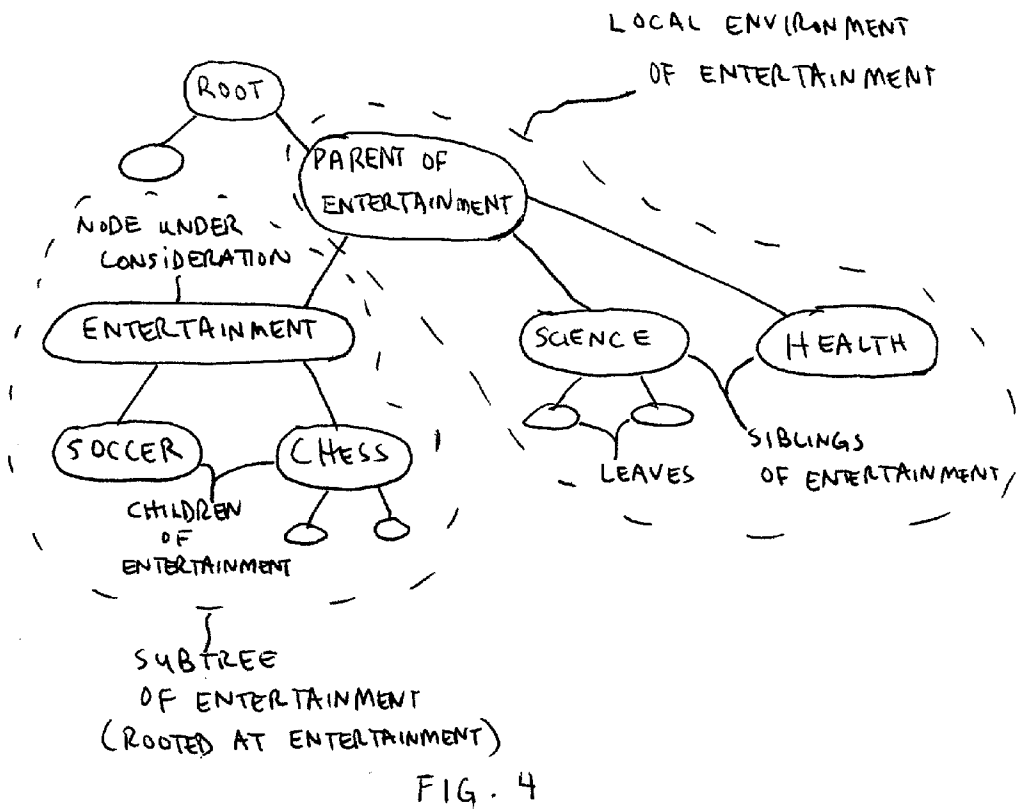 LOCAL ENVIRONMENT
OF ENTERTAINMENT
ROOT
PARENT OF
ENTERTAINMENT
NODE UNDER
CONSIDERATION
ENTERTAINMENT
SCIENCE
HEALTH
SOCCER
CHESS
CHILDREN
OF
ENTERTAINMENT
LEAVES
SIBLINGS
OF ENTERTAINMENT
SUBTREE
OF ENTERTAINMENT
(ROOTED AT ENTERTAINMENT)
FIG. 4